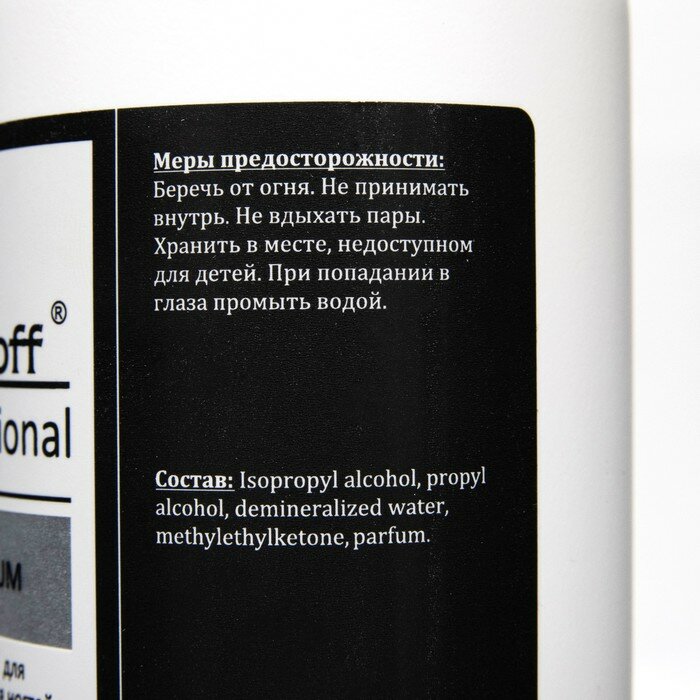 Меры предосторожности:
Беречь от огня. Не принимать
внутрь. Не вдыхать пары.
Хранить в месте, недоступном
для детей. При попадании в
глаза промыть водой.
Состав: Isopropyl alcohol, propyl
alcohol, demineralized water,
methylethylketone, parfum.
off®
ional
UM
для